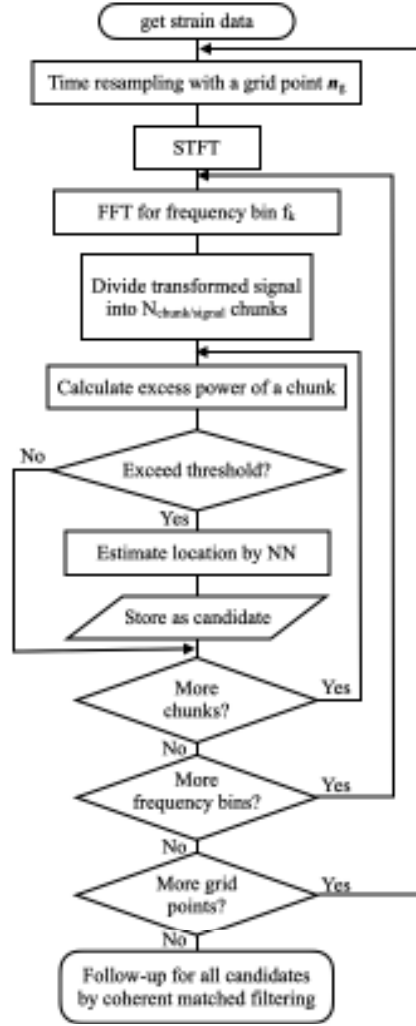 get strain data
Time resampling with a grid point n_g
STFT
FFT for frequency bin f_k
Divide transformed signal
into N_chunk/signal chunks
Calculate excess power of a chunk
No
Exceed threshold?
Yes
Estimate location by NN
Store as candidate
More
chunks?
Yes
No
More
frequency bins?
Yes
No
More grid
points?
Yes
No
Follow-up for all candidates
by coherent matched filtering